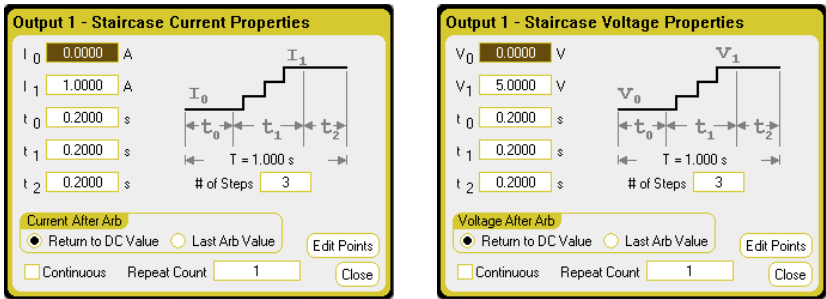 Output 1 - Staircase Current Properties
I 0 0.0000 A
I 1 1.0000 A
t 0 0.2000 s
t 1 0.2000 s
t 2 0.2000 s
I0
I1
t0 t1 t2
T = 1.000 s
# of Steps 3
Current After Arb
Return to DC Value Last Arb Value
Edit Points
Continuous Repeat Count 1
Close
Output 1 - Staircase Voltage Properties
V0 0.0000 V
V1 5.0000 V
t 0 0.2000 s
t 1 0.2000 s
t 2 0.2000 s
V0
V1
t0 t1 t2
T = 1.000 s
# of Steps 3
Voltage After Arb
Return to DC Value Last Arb Value
Edit Points
Continuous Repeat Count 1
Close